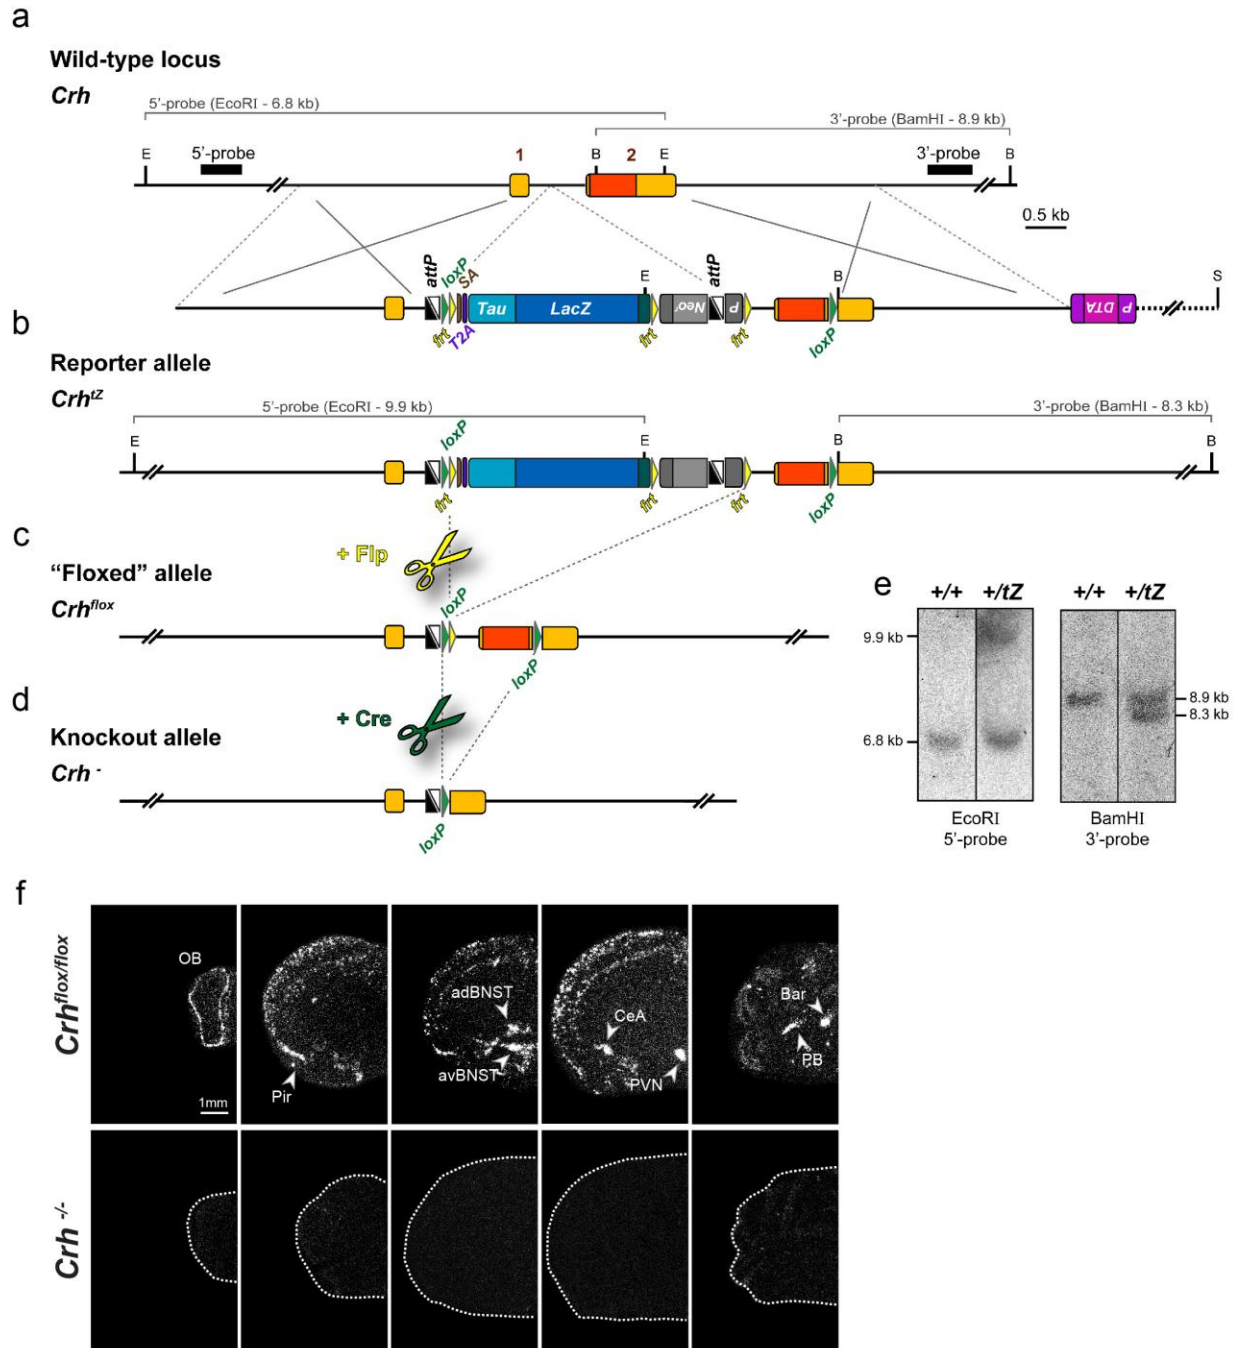 a
Wild-type locus
Crh
5'-probe (EcoRI - 6.8 kb)
3'-probe (BamHI - 8.9 kb)
E 5'-probe 1 B 2 E 3'-probe B
0.5 kb
attP loxP SA E attP B S
Tau LacZ Neoʳ P DTA P
frt T2A frt frt loxP
b
Reporter allele
Crhᵗᶻ
5'-probe (EcoRI - 9.9 kb) loxP 3'-probe (BamHI - 8.3 kb)
E E B B
frt frt frt loxP
c
+ Flp
"Floxed" allele
Crhᶠˡᵒˣ
loxP
loxP
d
+ Cre
Knockout allele
Crh ⁻
loxP
e
+/+ +/tZ +/+ +/tZ
9.9 kb
8.9 kb
8.3 kb
6.8 kb
EcoRI BamHI
5'-probe 3'-probe
f
Crhᶠˡᵒˣ/ᶠˡᵒˣ
OB
Pir
1mm
adBNST
avBNST
CeA
PVN
Bar
PB
Crh ⁻/⁻